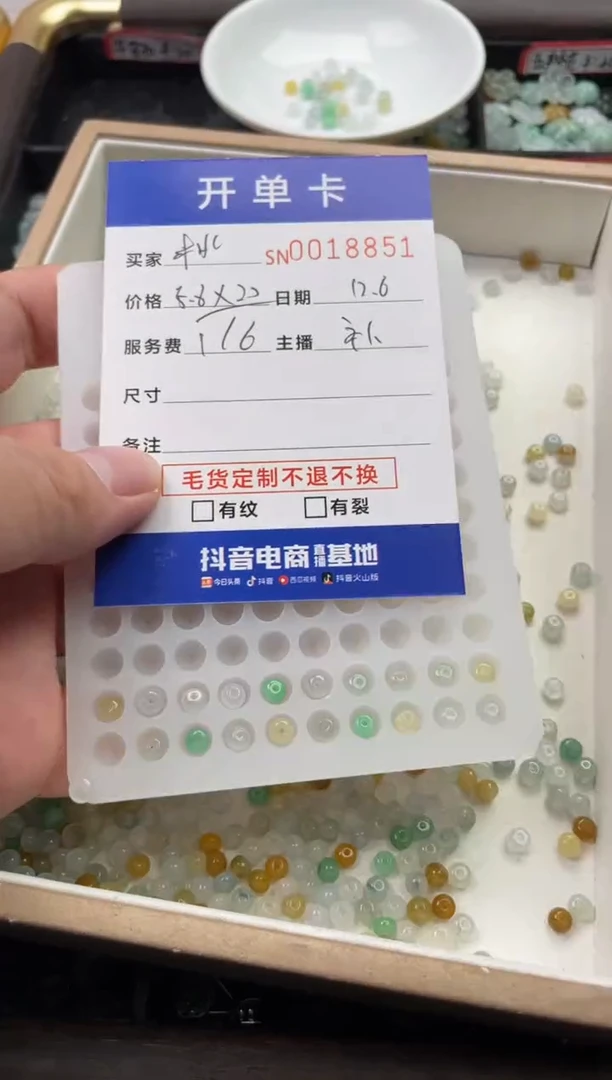 开单卡
买家 SN0018851
价格 5.8×20 日期 12.6
服务费 116 主播
尺寸
备注
毛货定制不退不换
有纹 有裂
抖音电商直播基地
今日头条 抖音 西瓜视频 抖音火山版